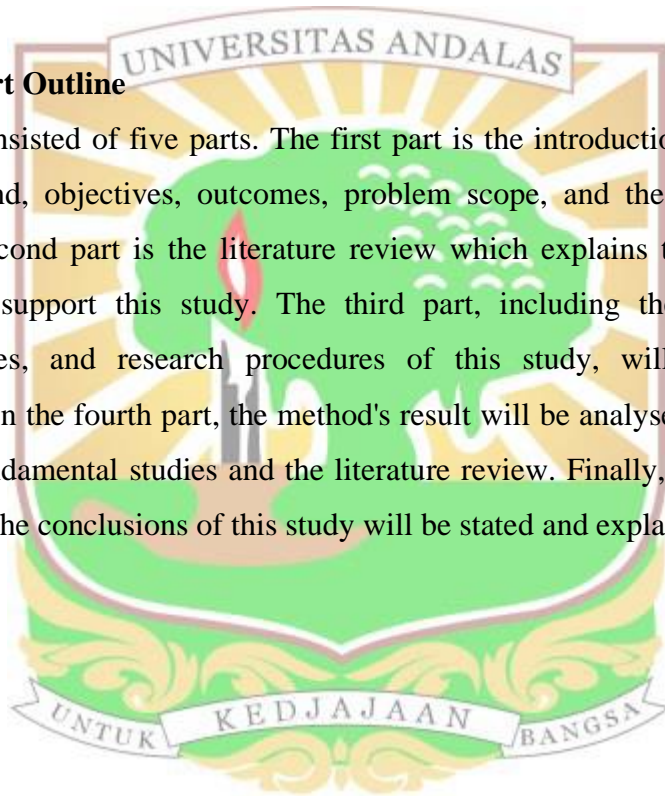 UNIVERSITAS ANDALAS
rt Outline
nsisted of five parts. The first part is the introductio
nd, objectives, outcomes, problem scope, and the
cond part is the literature review which explains t
support this study. The third part, including the
es, and research procedures of this study, will
n the fourth part, the method's result will be analyse
ndamental studies and the literature review. Finally,
he conclusions of this study will be stated and expla
UNTUK KEDJAJAAN BANGSA